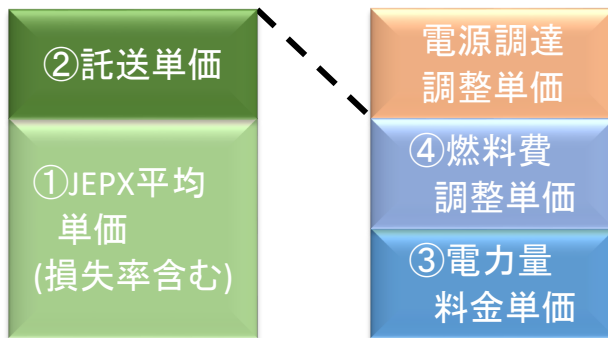 ②託送単価
①JEPX平均
単価
(損失率含む)
電源調達
調整単価
④燃料費
調整単価
③電力量
料金単価